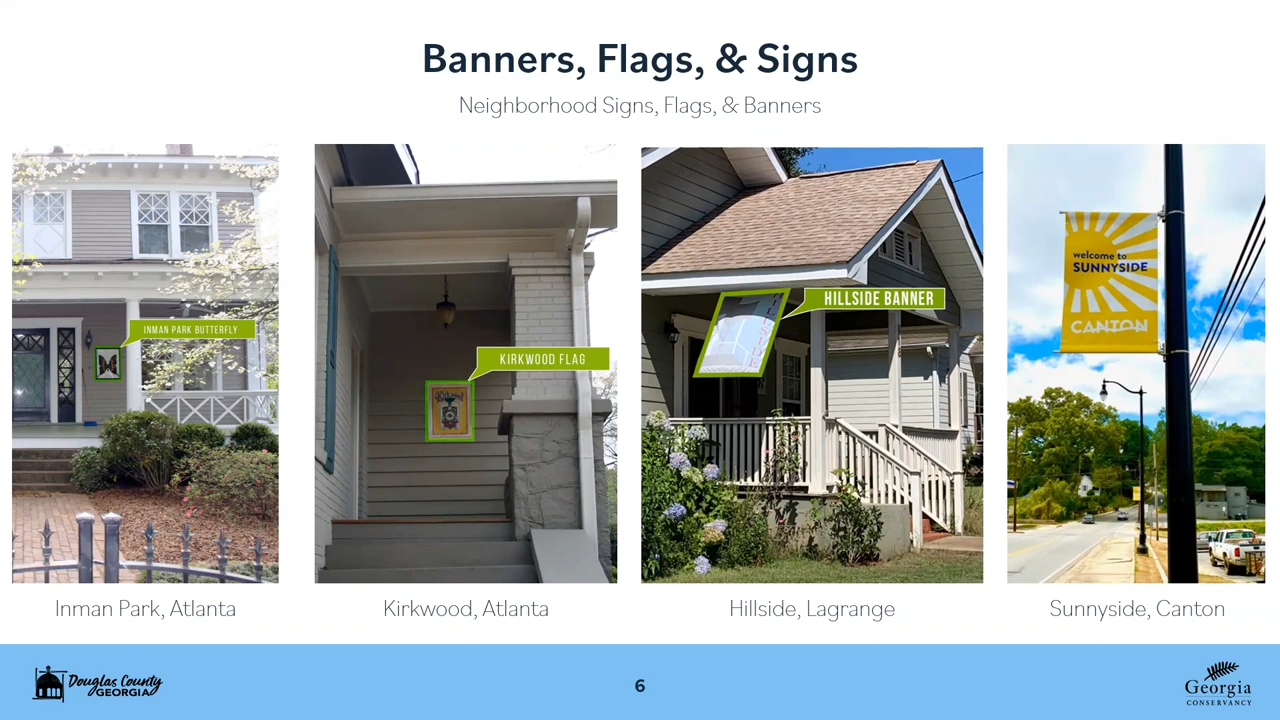 Banners, Flags, & Signs
Neighborhood Signs, Flags, & Banners
INMAN PARK BUTTERFLY
KIRKWOOD FLAG
HILLSIDE BANNER
welcome to
SUNNYSIDE
CANTON
Inman Park, Atlanta
Kirkwood, Atlanta
Hillside, Lagrange
Sunnyside, Canton
Douglas County
GEORGIA
6
Georgia
CONSERVANCY